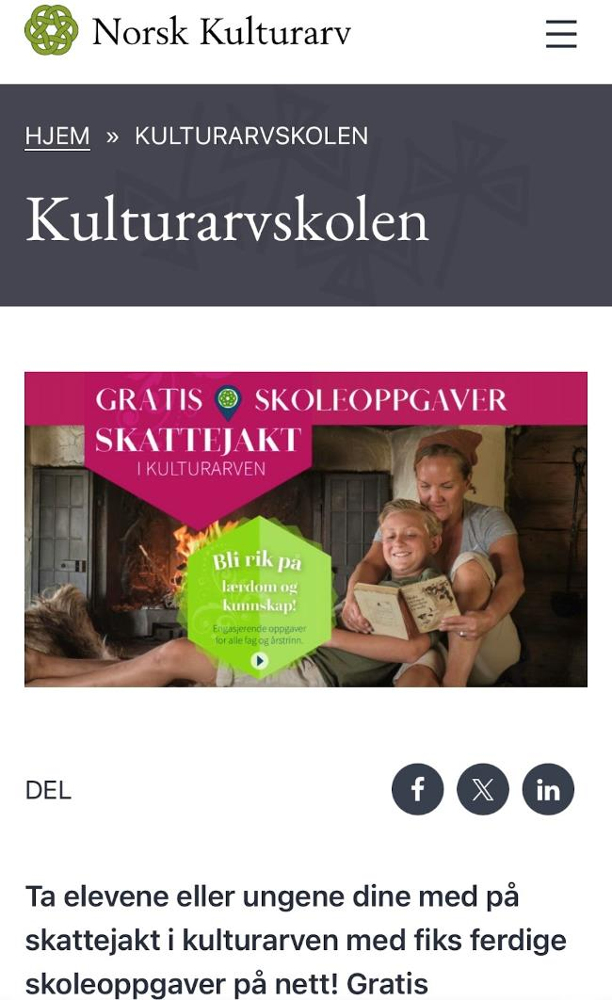 Norsk Kulturarv
HJEM » KULTURARVSKOLEN
Kulturarvskolen
GRATIS SKOLEOPPGAVER
SKATTEJAKT
I KULTURARVEN
Bli rik på
lærdom og
kunnskap!
Engasjerende oppgaver
for alle fag og årstrinn.
DEL
Ta elevene eller ungene dine med på
skattejakt i kulturarven med fiks ferdige
skoleoppgaver på nett! Gratis